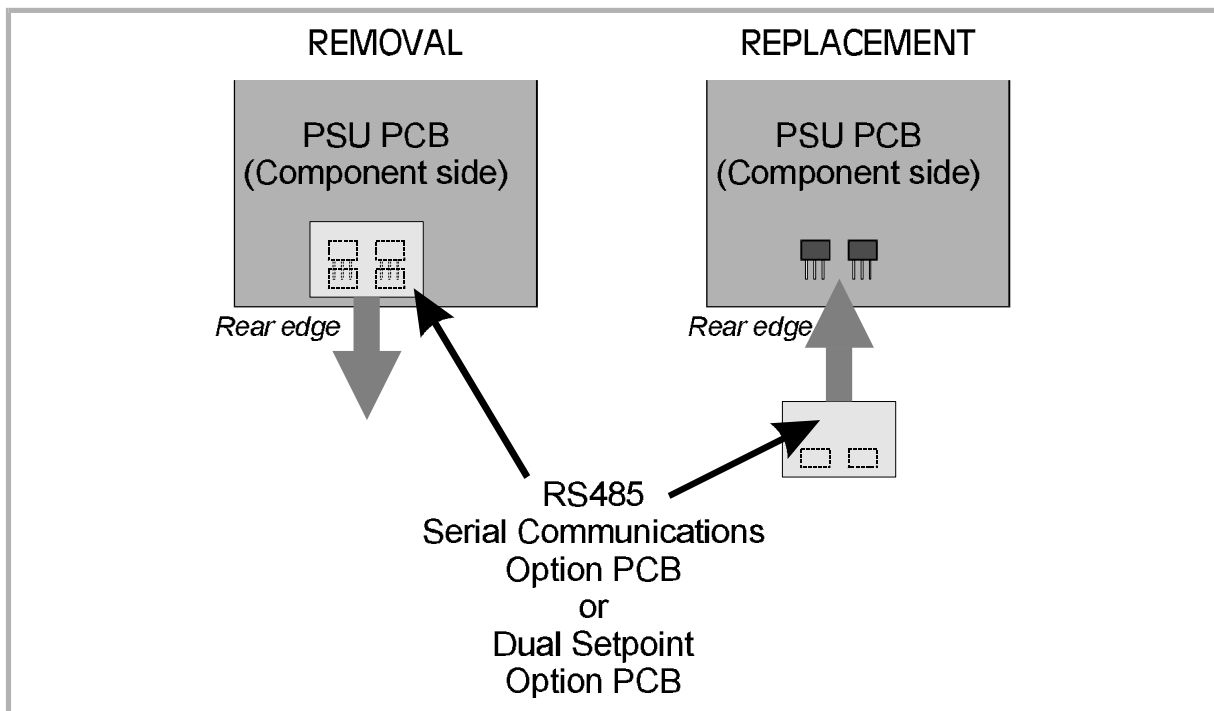 REMOVAL
PSU PCB
(Component side)
Rear edge
REPLACEMENT
PSU PCB
(Component side)
Rear edge
RS485
Serial Communications
Option PCB
or
Dual Setpoint
Option PCB